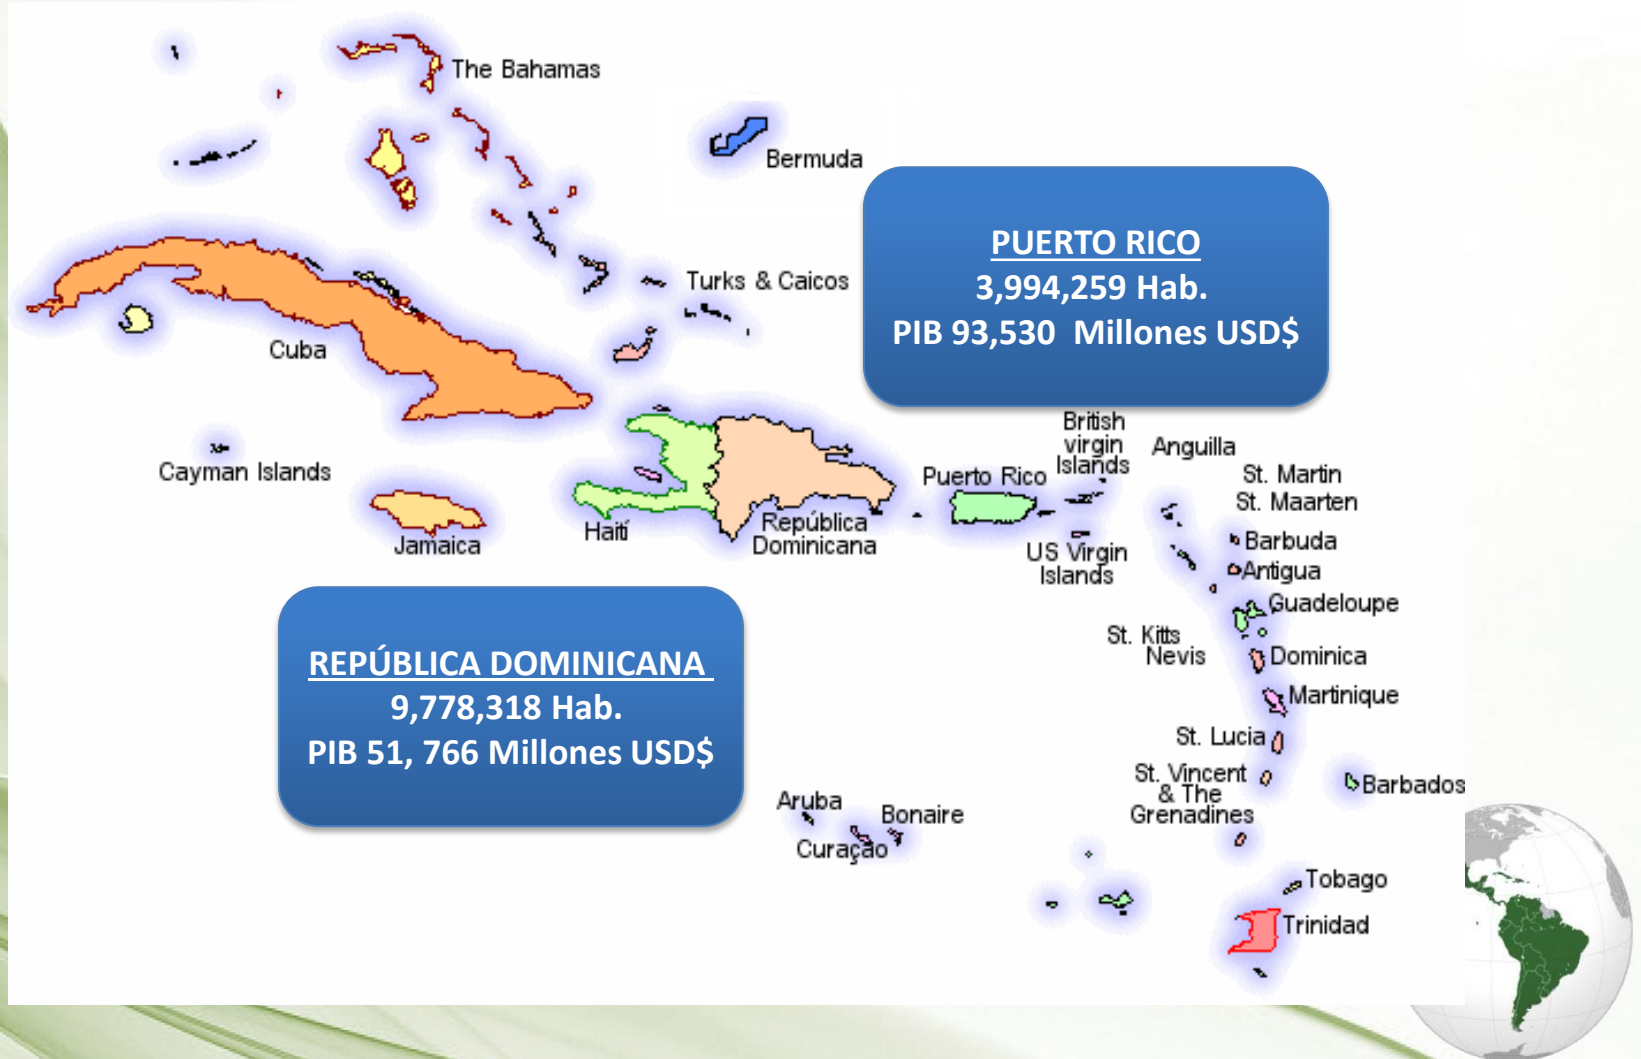 The Bahamas
Bermuda
PUERTO RICO
3,994,259 Hab.
PIB 93,530  Millones USD$
Turks & Caicos
Cuba
British
virgin
Islands
Anguilla
Cayman Islands
Puerto Rico
St. Martin
St. Maarten
Haití
República
Dominicana
Jamaica
US Virgin
Islands
Barbuda
Antigua
Guadeloupe
St. Kitts
Nevis
Dominica
REPÚBLICA DOMINICANA
9,778,318 Hab.
PIB 51, 766 Millones USD$
Martinique
St. Lucia
St. Vincent
& The
Grenadines
Barbados
Aruba
Bonaire
Curaçao
Tobago
Trinidad